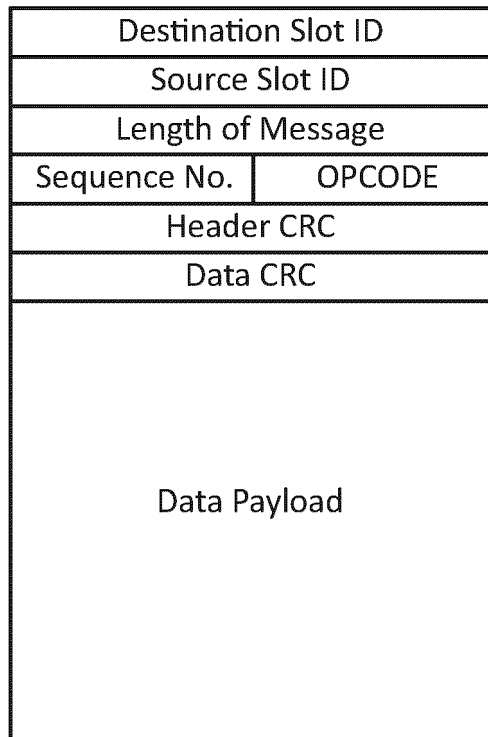 Destination Slot ID
Source Slot ID
Length of Message
Sequence No. OPCODE
Header CRC
Data CRC
Data Payload